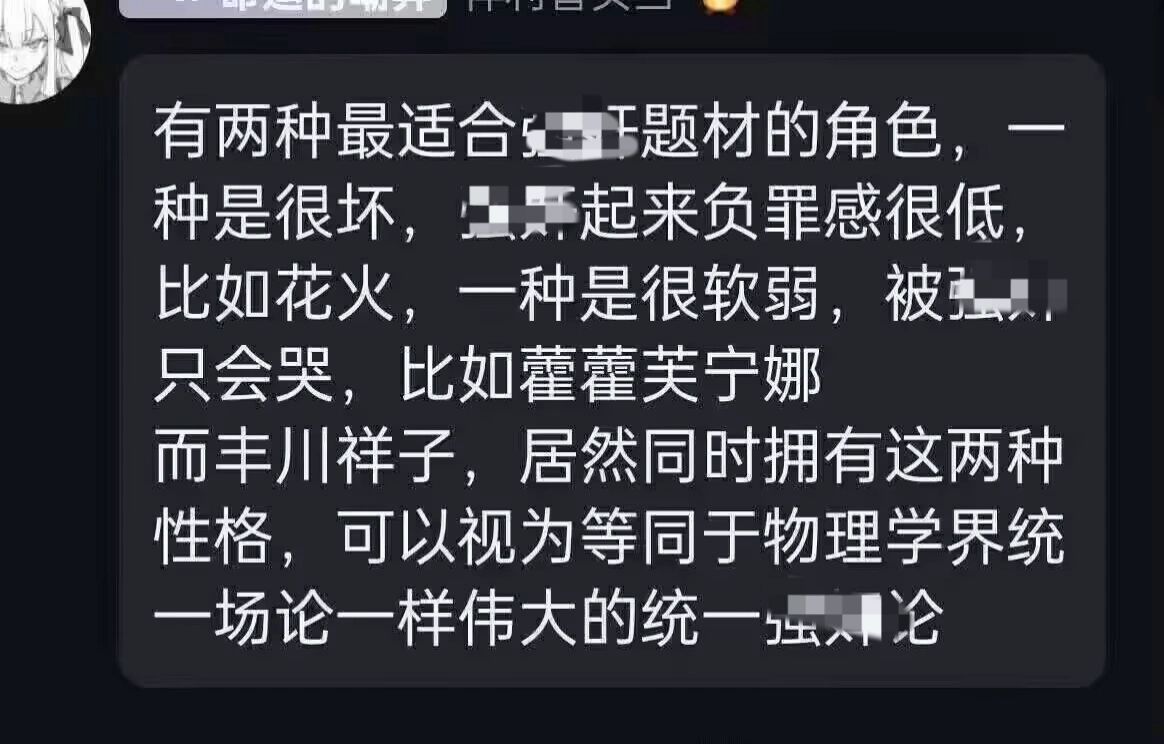 有两种最适合题材的角色，一
种是很坏，起来负罪感很低，
比如花火，一种是很软弱，被强
只会哭，比如藿藿芙宁娜
而丰川祥子，居然同时拥有这两种
性格，可以视为等同于物理学界统
一场论一样伟大的统一强论